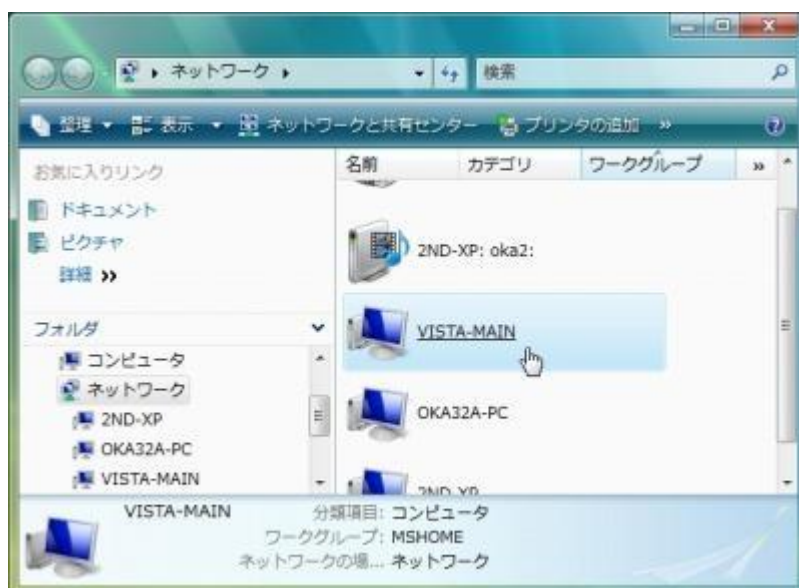 ネットワーク
検索
整理 表示 ネットワークと共有センター プリンタの追加 »
お気に入りリンク
ドキュメント
ピクチャ
詳細 »
フォルダ
コンピュータ
ネットワーク
2ND-XP
OKA32A-PC
VISTA-MAIN
名前 カテゴリ ワークグループ »
2ND-XP: oka2:
VISTA-MAIN
OKA32A-PC
2ND-XP
VISTA-MAIN 分類項目: コンピュータ
ワークグループ: MSHOME
ネットワークの場... ネットワーク